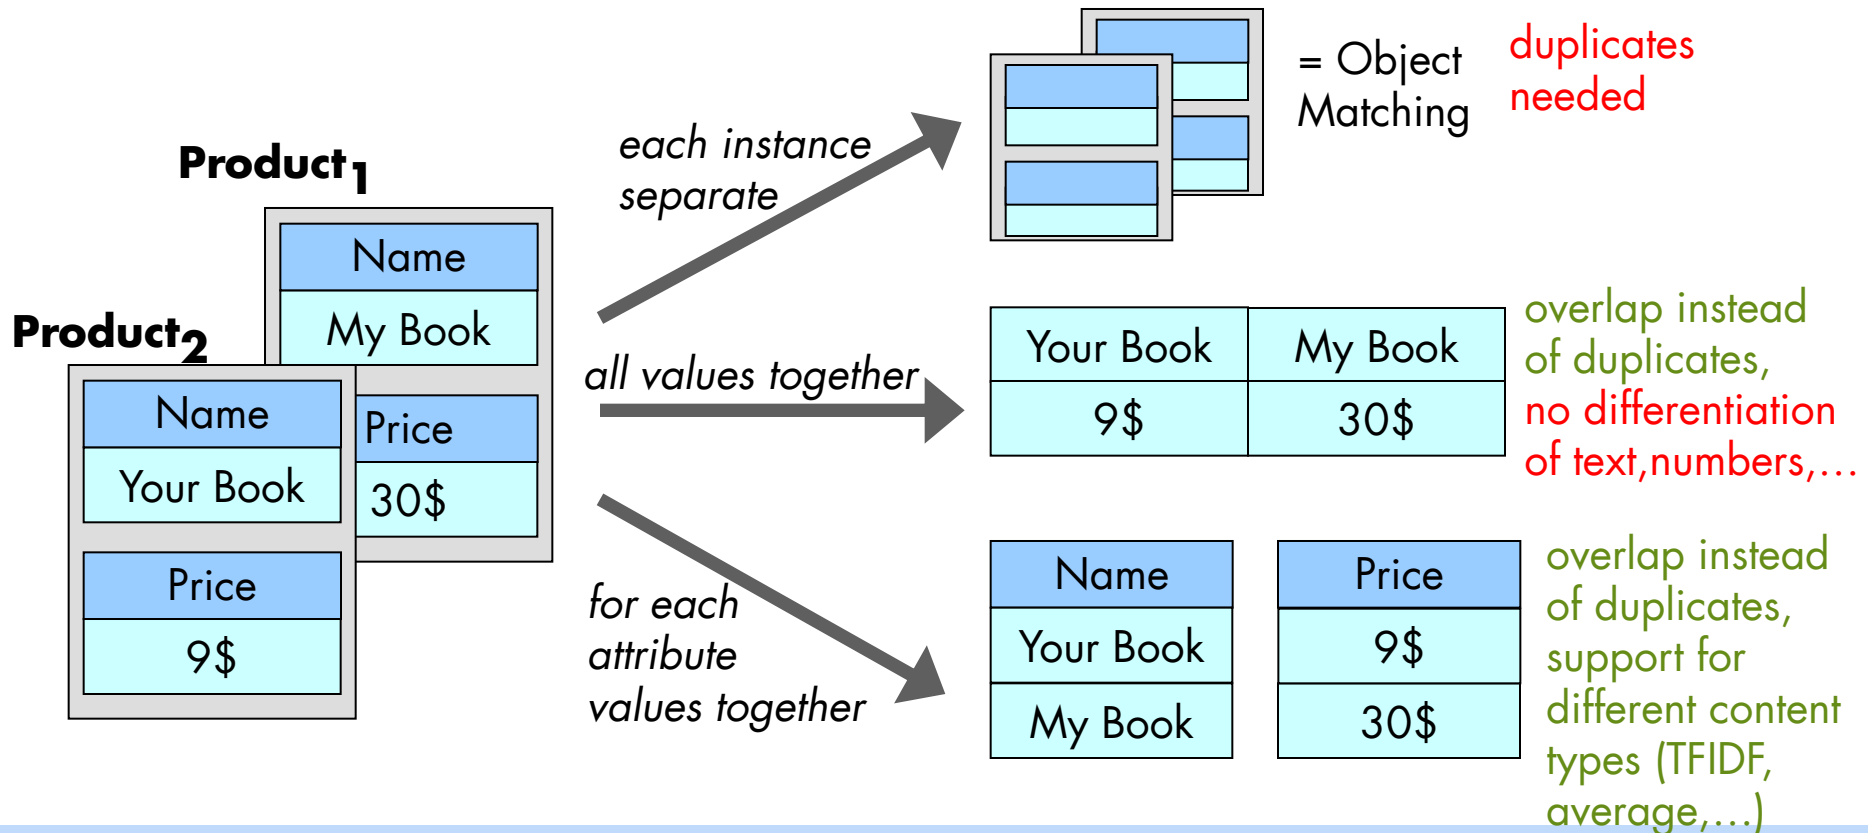 Product1
Name
My Book
Price
30$
Product2
Name
Your Book
Price
9$
each instance
separate
= Object
Matching
duplicates
needed
all values together
Your Book
My Book
9$
30$
overlap instead
of duplicates,
no differentiation
of text,numbers,…
for each
attribute
values together
Name
Your Book
My Book
Price
9$
30$
overlap instead
of duplicates,
support for
different content
types (TFIDF,
average,…)